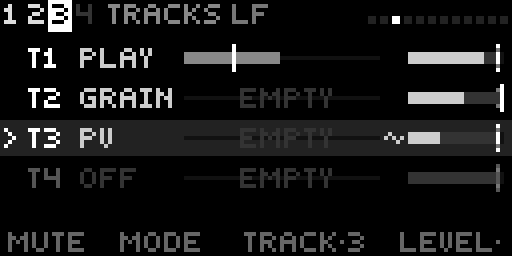 1 2 3 4 TRACKS LF
T1 PLAY
T2 GRAIN EMPTY
> T3 PV EMPTY
T4 OFF EMPTY
MUTE MODE TRACK·3 LEVEL·